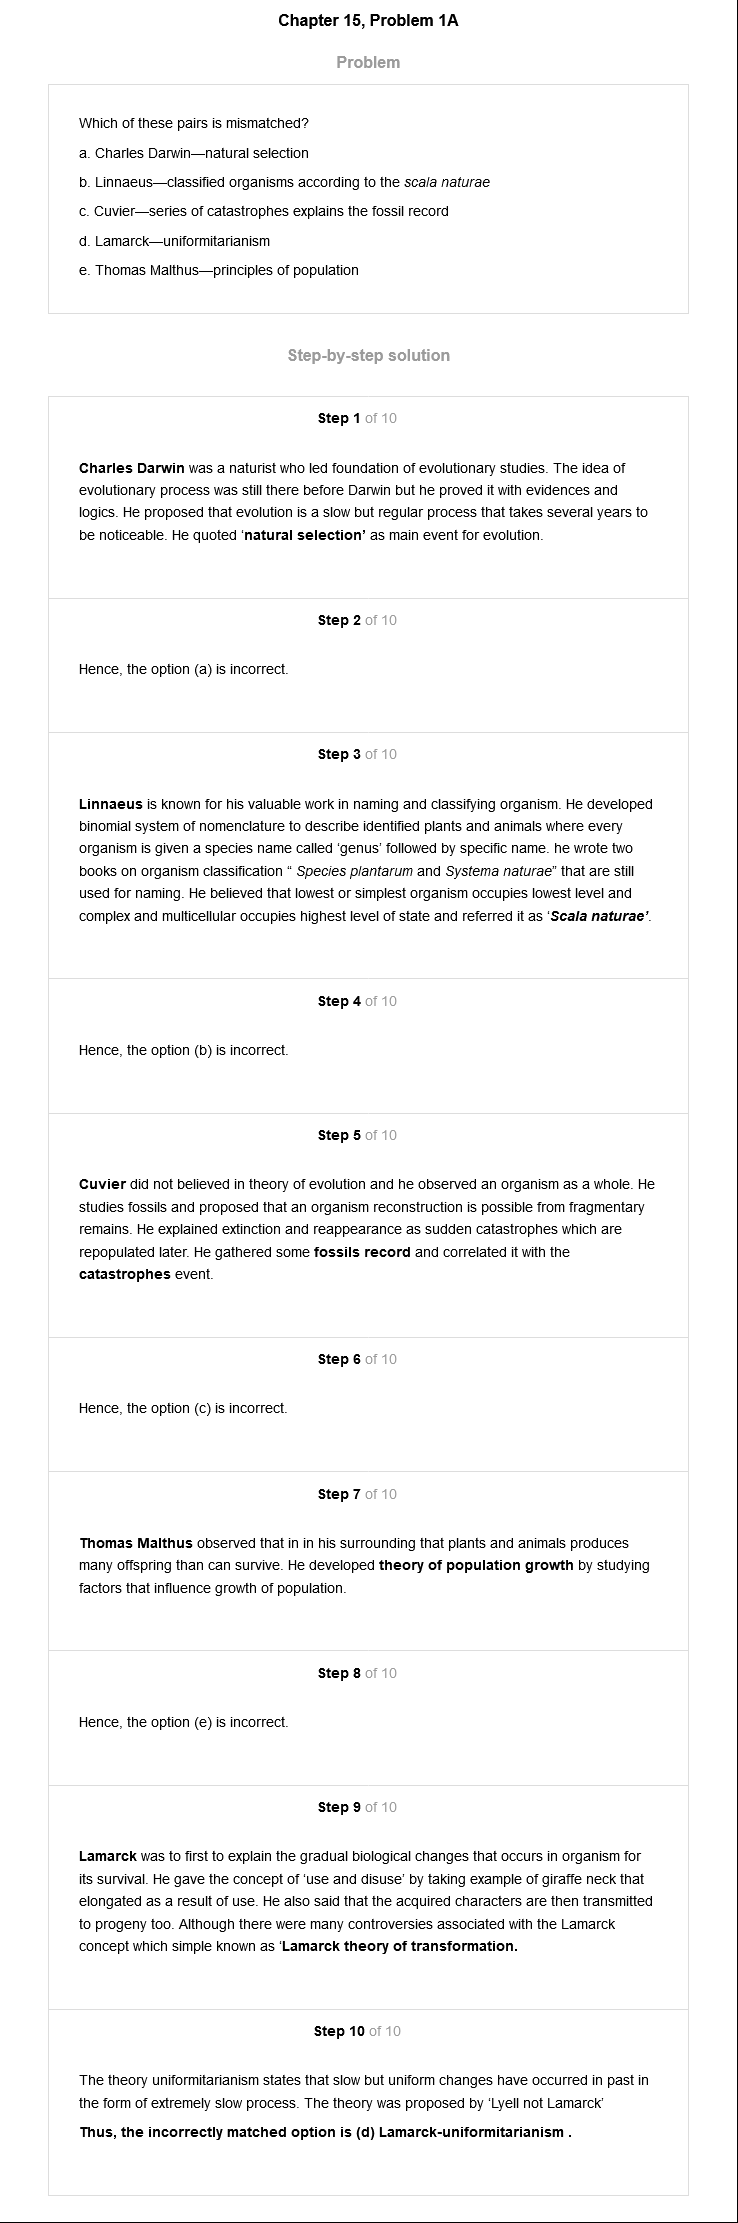 Chapter 15, Problem 1A
Problem
Which of these pairs is mismatched?
a. Charles Darwin—natural selection
b. Linnaeus—classified organisms according to the scala naturae
c. Cuvier—series of catastrophes explains the fossil record
d. Lamarck—uniformitarianism
e. Thomas Malthus—principles of population
Step-by-step solution
Step 1 of 10
Charles Darwin was a naturist who led foundation of evolutionary studies. The idea of
evolutionary process was still there before Darwin but he proved it with evidences and
logics. He proposed that evolution is a slow but regular process that takes several years to
be noticeable. He quoted ‘natural selection’ as main event for evolution.
Step 2 of 10
Hence, the option (a) is incorrect.
Step 3 of 10
Linnaeus is known for his valuable work in naming and classifying organism. He developed
binomial system of nomenclature to describe identified plants and animals where every
organism is given a species name called ‘genus’ followed by specific name. he wrote two
books on organism classification “ Species plantarum and Systema naturae” that are still
used for naming. He believed that lowest or simplest organism occupies lowest level and
complex and multicellular occupies highest level of state and referred it as ‘Scala naturae’.
Step 4 of 10
Hence, the option (b) is incorrect.
Step 5 of 10
Cuvier did not believed in theory of evolution and he observed an organism as a whole. He
studies fossils and proposed that an organism reconstruction is possible from fragmentary
remains. He explained extinction and reappearance as sudden catastrophes which are
repopulated later. He gathered some fossils record and correlated it with the
catastrophes event.
Step 6 of 10
Hence, the option (c) is incorrect.
Step 7 of 10
Thomas Malthus observed that in in his surrounding that plants and animals produces
many offspring than can survive. He developed theory of population growth by studying
factors that influence growth of population.
Step 8 of 10
Hence, the option (e) is incorrect.
Step 9 of 10
Lamarck was to first to explain the gradual biological changes that occurs in organism for
its survival. He gave the concept of ‘use and disuse’ by taking example of giraffe neck that
elongated as a result of use. He also said that the acquired characters are then transmitted
to progeny too. Although there were many controversies associated with the Lamarck
concept which simple known as ‘Lamarck theory of transformation.
Step 10 of 10
The theory uniformitarianism states that slow but uniform changes have occurred in past in
the form of extremely slow process. The theory was proposed by ‘Lyell not Lamarck’
Thus, the incorrectly matched option is (d) Lamarck-uniformitarianism .